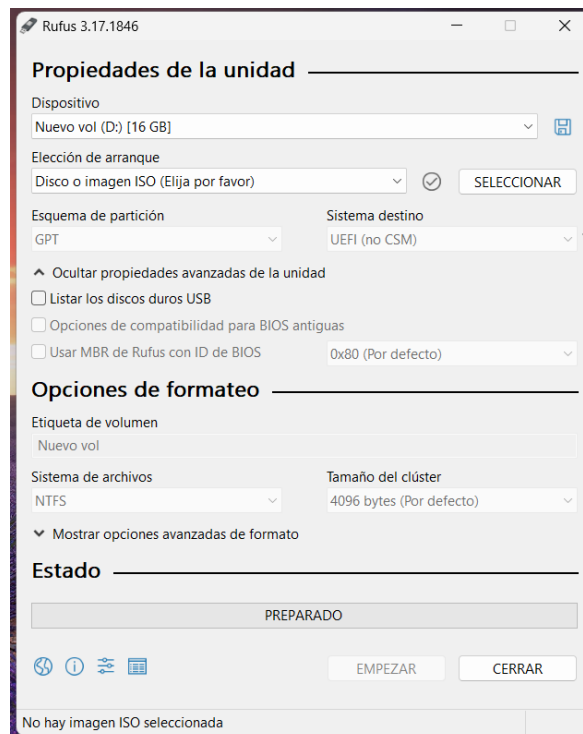 Rufus 3.17.1846
Propiedades de la unidad
Dispositivo
Nuevo vol (D:) [16 GB]
Elección de arranque
Disco o imagen ISO (Elija por favor)
SELECCIONAR
Esquema de partición Sistema destino
GPT UEFI (no CSM)
Ocultar propiedades avanzadas de la unidad
Listar los discos duros USB
Opciones de compatibilidad para BIOS antiguas
Usar MBR de Rufus con ID de BIOS 0x80 (Por defecto)
Opciones de formateo
Etiqueta de volumen
Nuevo vol
Sistema de archivos Tamaño del clúster
NTFS 4096 bytes (Por defecto)
Mostrar opciones avanzadas de formato
Estado
PREPARADO
EMPEZAR CERRAR
No hay imagen ISO seleccionada